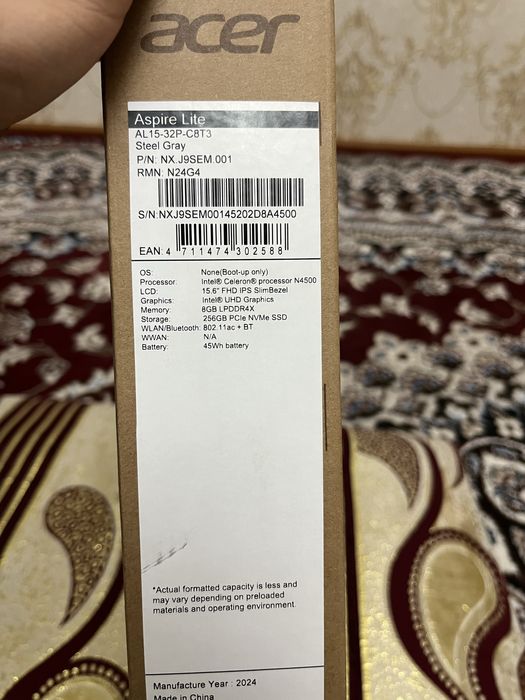 acer
Aspire Lite
AL15-32P-C8T3
Steel Gray
P/N: NX.J9SEM.001
RMN: N24G4
S/N:NXJ9SEM00145202D8A4500
EAN: 4 711474 302588
OS: None(Boot-up only)
Processor: Intel® Celeron® processor N4500
LCD: 15.6" FHD IPS SlimBezel
Graphics: Intel® UHD Graphics
Memory: 8GB LPDDR4X
Storage: 256GB PCIe NVMe SSD
WLAN/Bluetooth: 802.11ac + BT
WWAN: N/A
Battery: 45Wh battery
*Actual formatted capacity is less and
may vary depending on preloaded
materials and operating environment.
Manufacture Year : 2024
Made in China